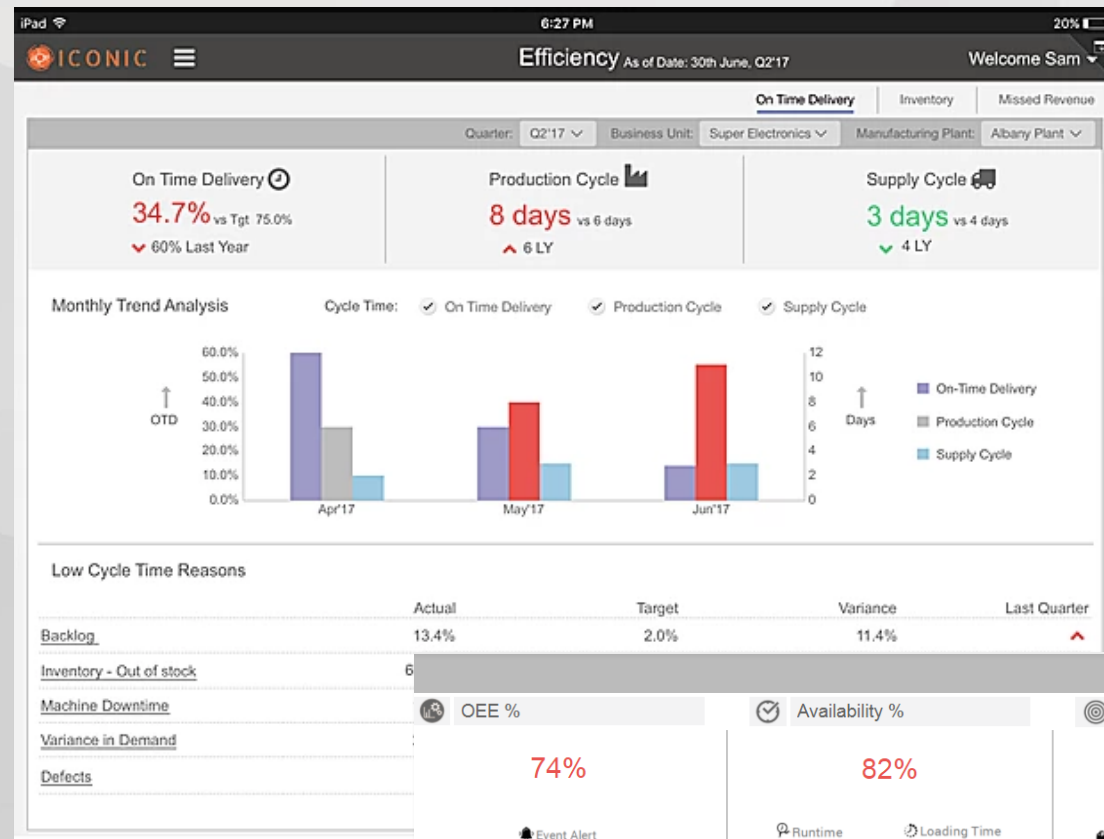 iPad 6:27 PM 20%
ICONIC Efficiency As of Date: 30th June, Q2'17 Welcome Sam
On Time Delivery Inventory Missed Revenue
Quarter: Q2'17 Business Unit: Super Electronics Manufacturing Plant: Albany Plant
On Time Delivery Production Cycle Supply Cycle
34.7% vs Tgt 75.0% 8 days vs 6 days 3 days vs 4 days
60% Last Year 6 LY 4 LY
Monthly Trend Analysis Cycle Time: On Time Delivery Production Cycle Supply Cycle
60.0% 12
50.0% 10
40.0% 8
30.0% 6
20.0% 4
10.0% 2
0.0% 0
OTD Days
On-Time Delivery
Production Cycle
Supply Cycle
Apr'17 May'17 Jun'17
Low Cycle Time Reasons
Actual Target Variance Last Quarter
Backlog 13.4% 2.0% 11.4%
Inventory - Out of stock 6
Machine Downtime
Variance in Demand
Defects
OEE % Availability %
74% 82%
Event Alert Runtime Loading Time